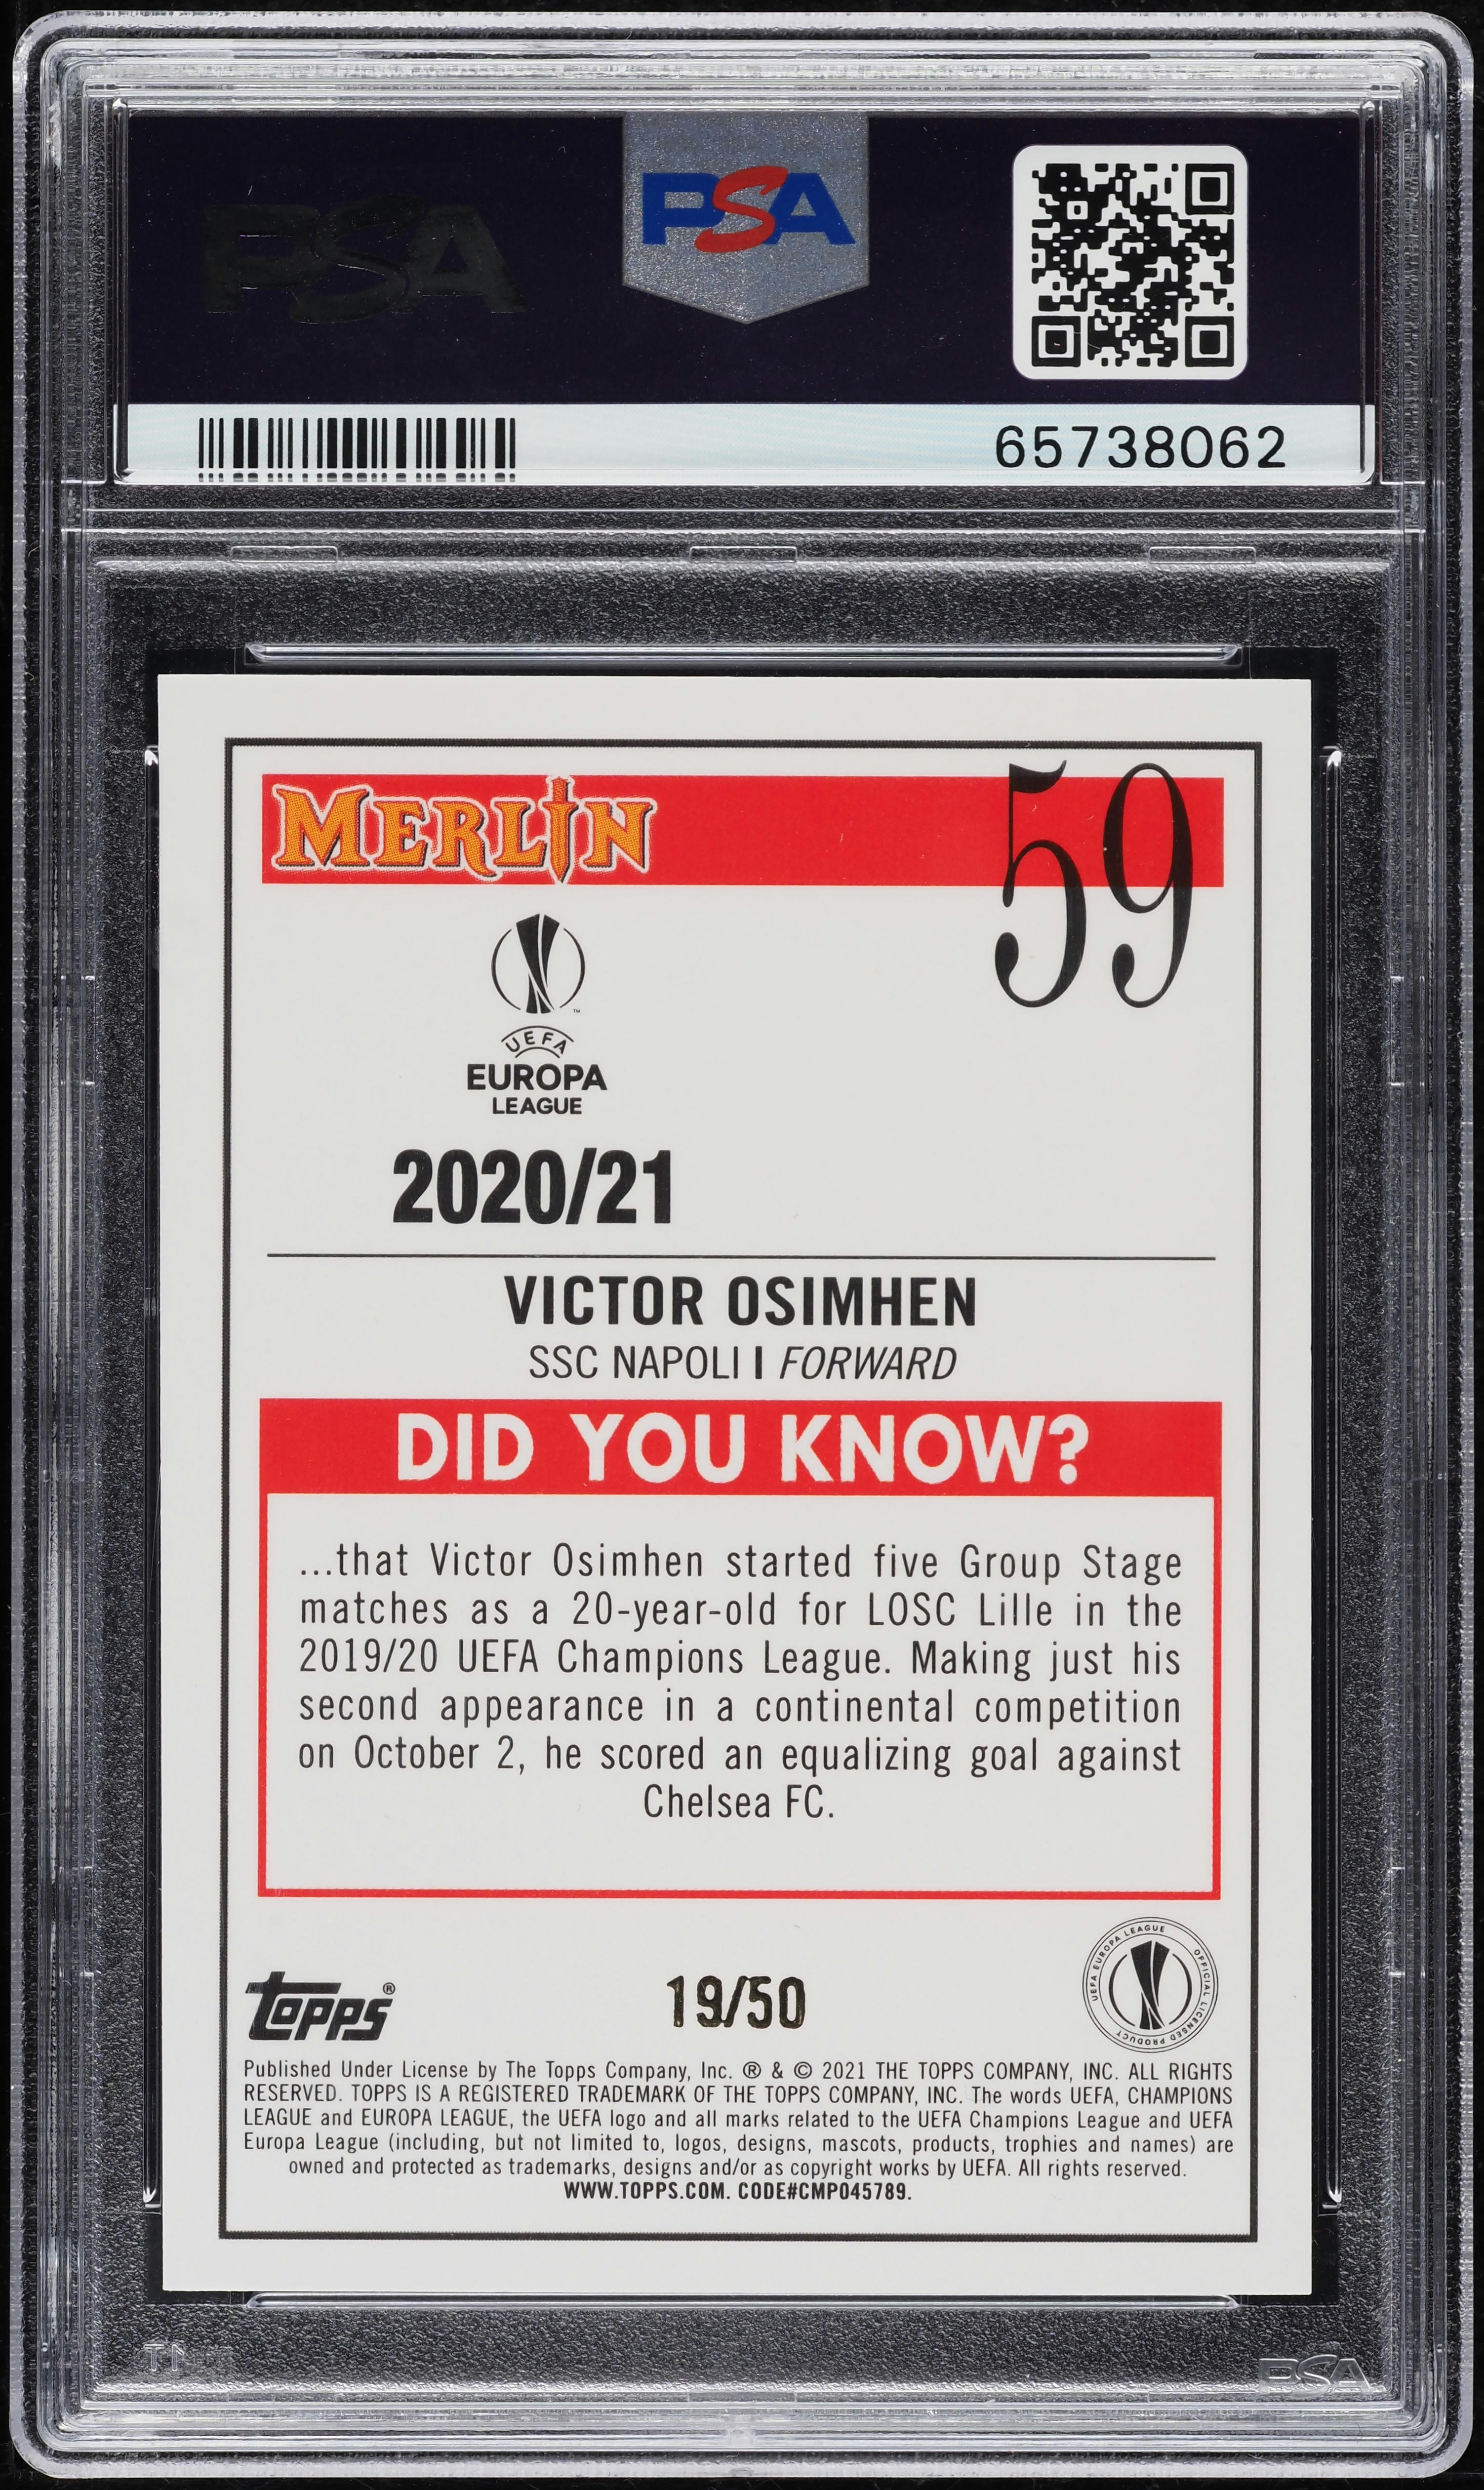 PSA
PSA
65738062
MERLIN
59
UEFA
EUROPA
LEAGUE
2020/21
VICTOR OSIMHEN
SSC NAPOLI I FORWARD
DID YOU KNOW?
...that Victor Osimhen started five Group Stage
matches as a 20-year-old for LOSC Lille in the
2019/20 UEFA Champions League. Making just his
second appearance in a continental competition
on October 2, he scored an equalizing goal against
Chelsea FC.
UEFA EUROPA LEAGUE
OFFICIAL LICENSED PRODUCT
Topps®
19/50
Published Under License by The Topps Company, Inc. ® & © 2021 THE TOPPS COMPANY, INC. ALL RIGHTS
RESERVED. TOPPS IS A REGISTERED TRADEMARK OF THE TOPPS COMPANY, INC. The words UEFA, CHAMPIONS
LEAGUE and EUROPA LEAGUE, the UEFA logo and all marks related to the UEFA Champions League and UEFA
Europa League (including, but not limited to, logos, designs, mascots, products, trophies and names) are
owned and protected as trademarks, designs and/or as copyright works by UEFA. All rights reserved.
WWW.TOPPS.COM. CODE#CMP045789.
PSA